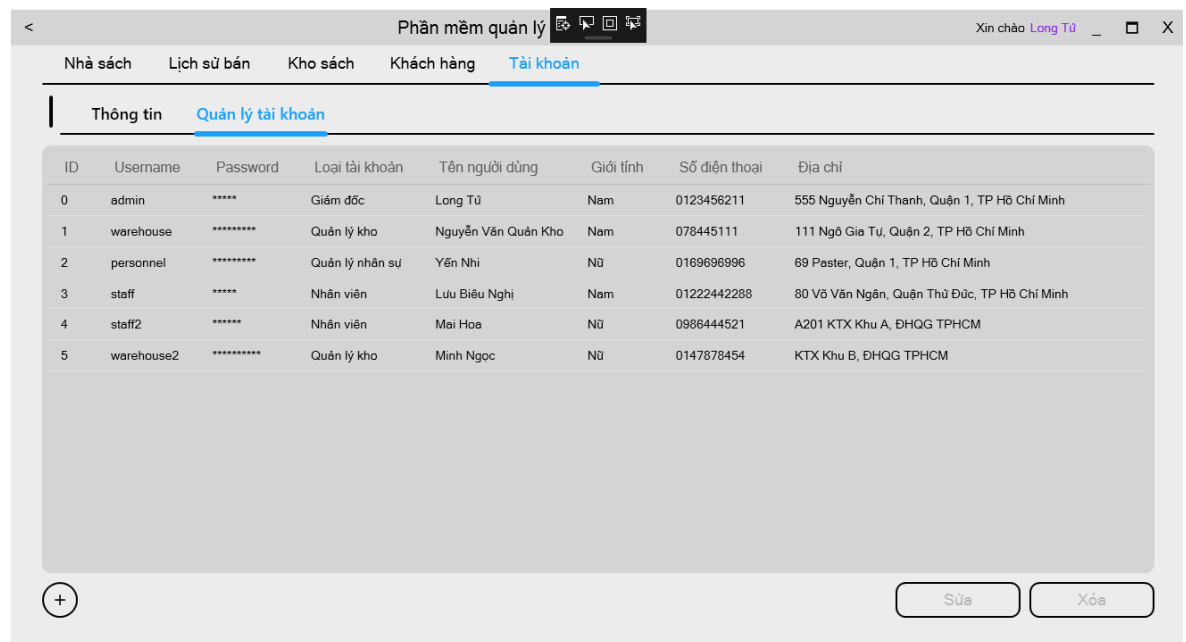 < Phần mềm quản lý Xin chào Long Tứ _ X
Nhà sách Lịch sử bán Kho sách Khách hàng Tài khoản
Thông tin Quản lý tài khoản
ID Username Password Loại tài khoản Tên người dùng Giới tính Số điện thoại Địa chỉ
0 admin ***** Giám đốc Long Tứ Nam 0123456211 555 Nguyễn Chí Thanh, Quận 1, TP Hồ Chí Minh
1 warehouse ********* Quản lý kho Nguyễn Văn Quản Kho Nam 078445111 111 Ngô Gia Tự, Quận 2, TP Hồ Chí Minh
2 personnel ********* Quản lý nhân sự Yến Nhi Nữ 0169696996 69 Paster, Quận 1, TP Hồ Chí Minh
3 staff ***** Nhân viên Lưu Biêu Nghị Nam 01222442288 80 Võ Văn Ngân, Quận Thủ Đức, TP Hồ Chí Minh
4 staff2 ****** Nhân viên Mai Hoa Nữ 0986444521 A201 KTX Khu A, ĐHQG TPHCM
5 warehouse2 ********** Quản lý kho Minh Ngọc Nữ 0147878454 KTX Khu B, ĐHQG TPHCM
+ Sửa Xóa